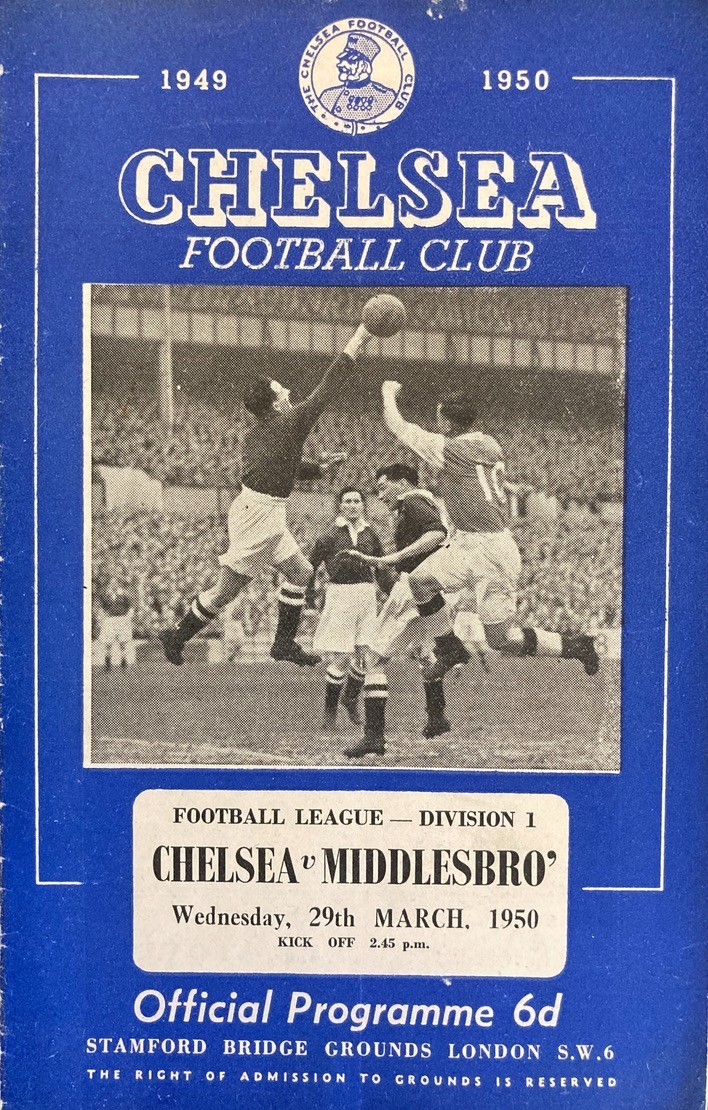 THE CHELSEA FOOTBALL CLUB
1949 1950
CHELSEA
FOOTBALL CLUB
10
FOOTBALL LEAGUE — DIVISION 1
CHELSEA v MIDDLESBRO'
Wednesday, 29th MARCH, 1950
KICK OFF 2.45 p.m.
Official Programme 6d
STAMFORD BRIDGE GROUNDS LONDON S.W.6
THE RIGHT OF ADMISSION TO GROUNDS IS RESERVED